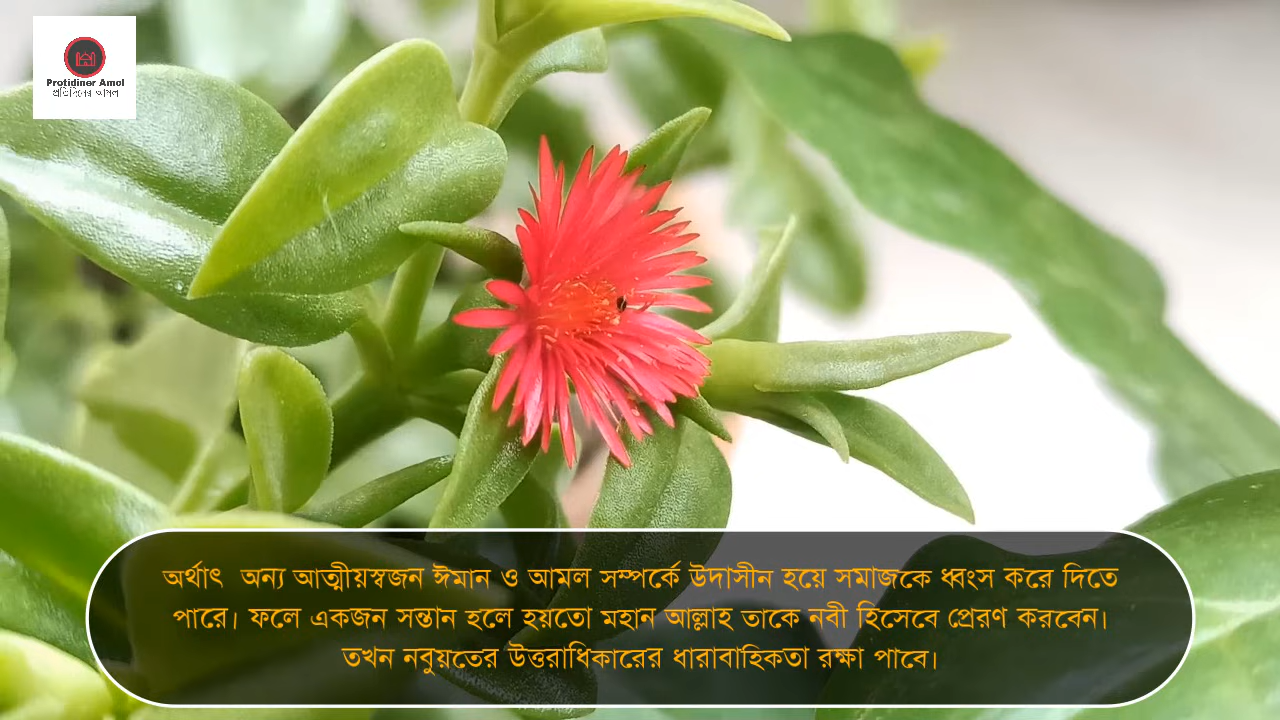 Protidiner Amol
প্রতিদিনের আমল
অর্থাৎ অন্য আত্মীয়স্বজন ঈমান ও আমল সম্পর্কে উদাসীন হয়ে সমাজকে ধ্বংস করে দিতে
পারে। ফলে একজন সন্তান হলে হয়তো মহান আল্লাহ তাকে নবী হিসেবে প্রেরণ করবেন।
তখন নবুয়তের উত্তরাধিকারের ধারাবাহিকতা রক্ষা পাবে।